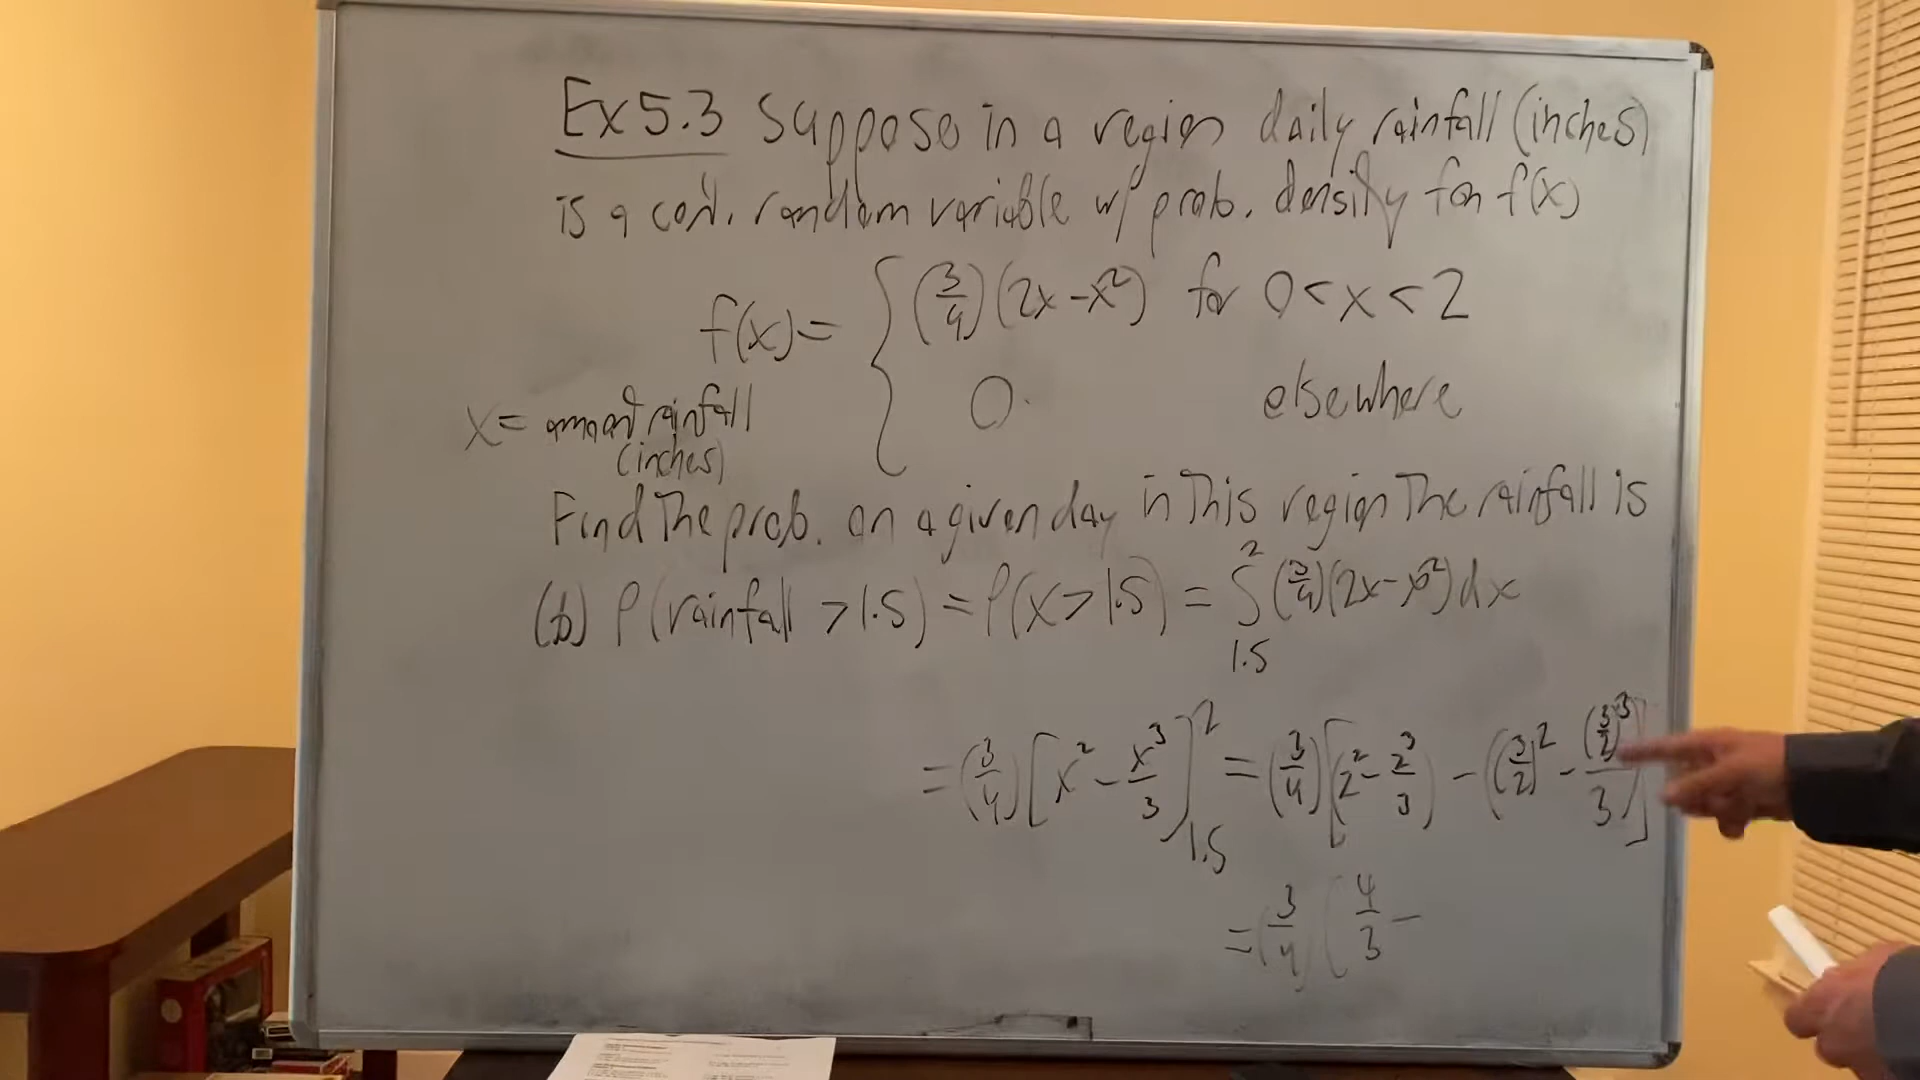 Ex 5.3 Suppose in a region daily rainfall (inches)
is a cont. random variable w/ prob. density fcn f(x)
f(x) = { (3/4)(2x - x²) for 0 < x < 2
0 elsewhere
x = amount rainfall
(inches)
Find the prob. on a given day in this region the rainfall is
(b) P(rainfall > 1.5) = P(x > 1.5) = ∫_{1.5}^{2} (3/4)(2x - x²) dx
= (3/4) [x² - x³/3]_{1.5}^{2} = (3/4) [(2² - 2³/3) - ((3/2)² - (3/2)³/3)]
= (3/4) (4/3 -